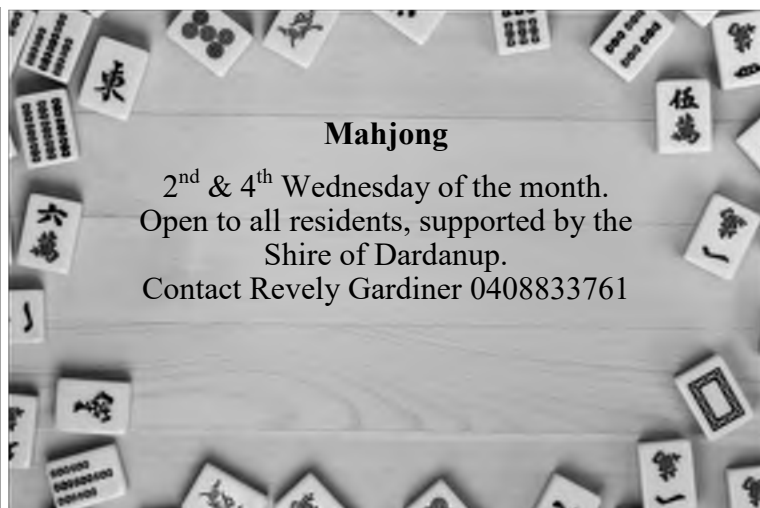 Mahjong
2nd & 4th Wednesday of the month.
Open to all residents, supported by the
Shire of Dardanup.
Contact Revely Gardiner 0408833761
伍
萬
六
萬